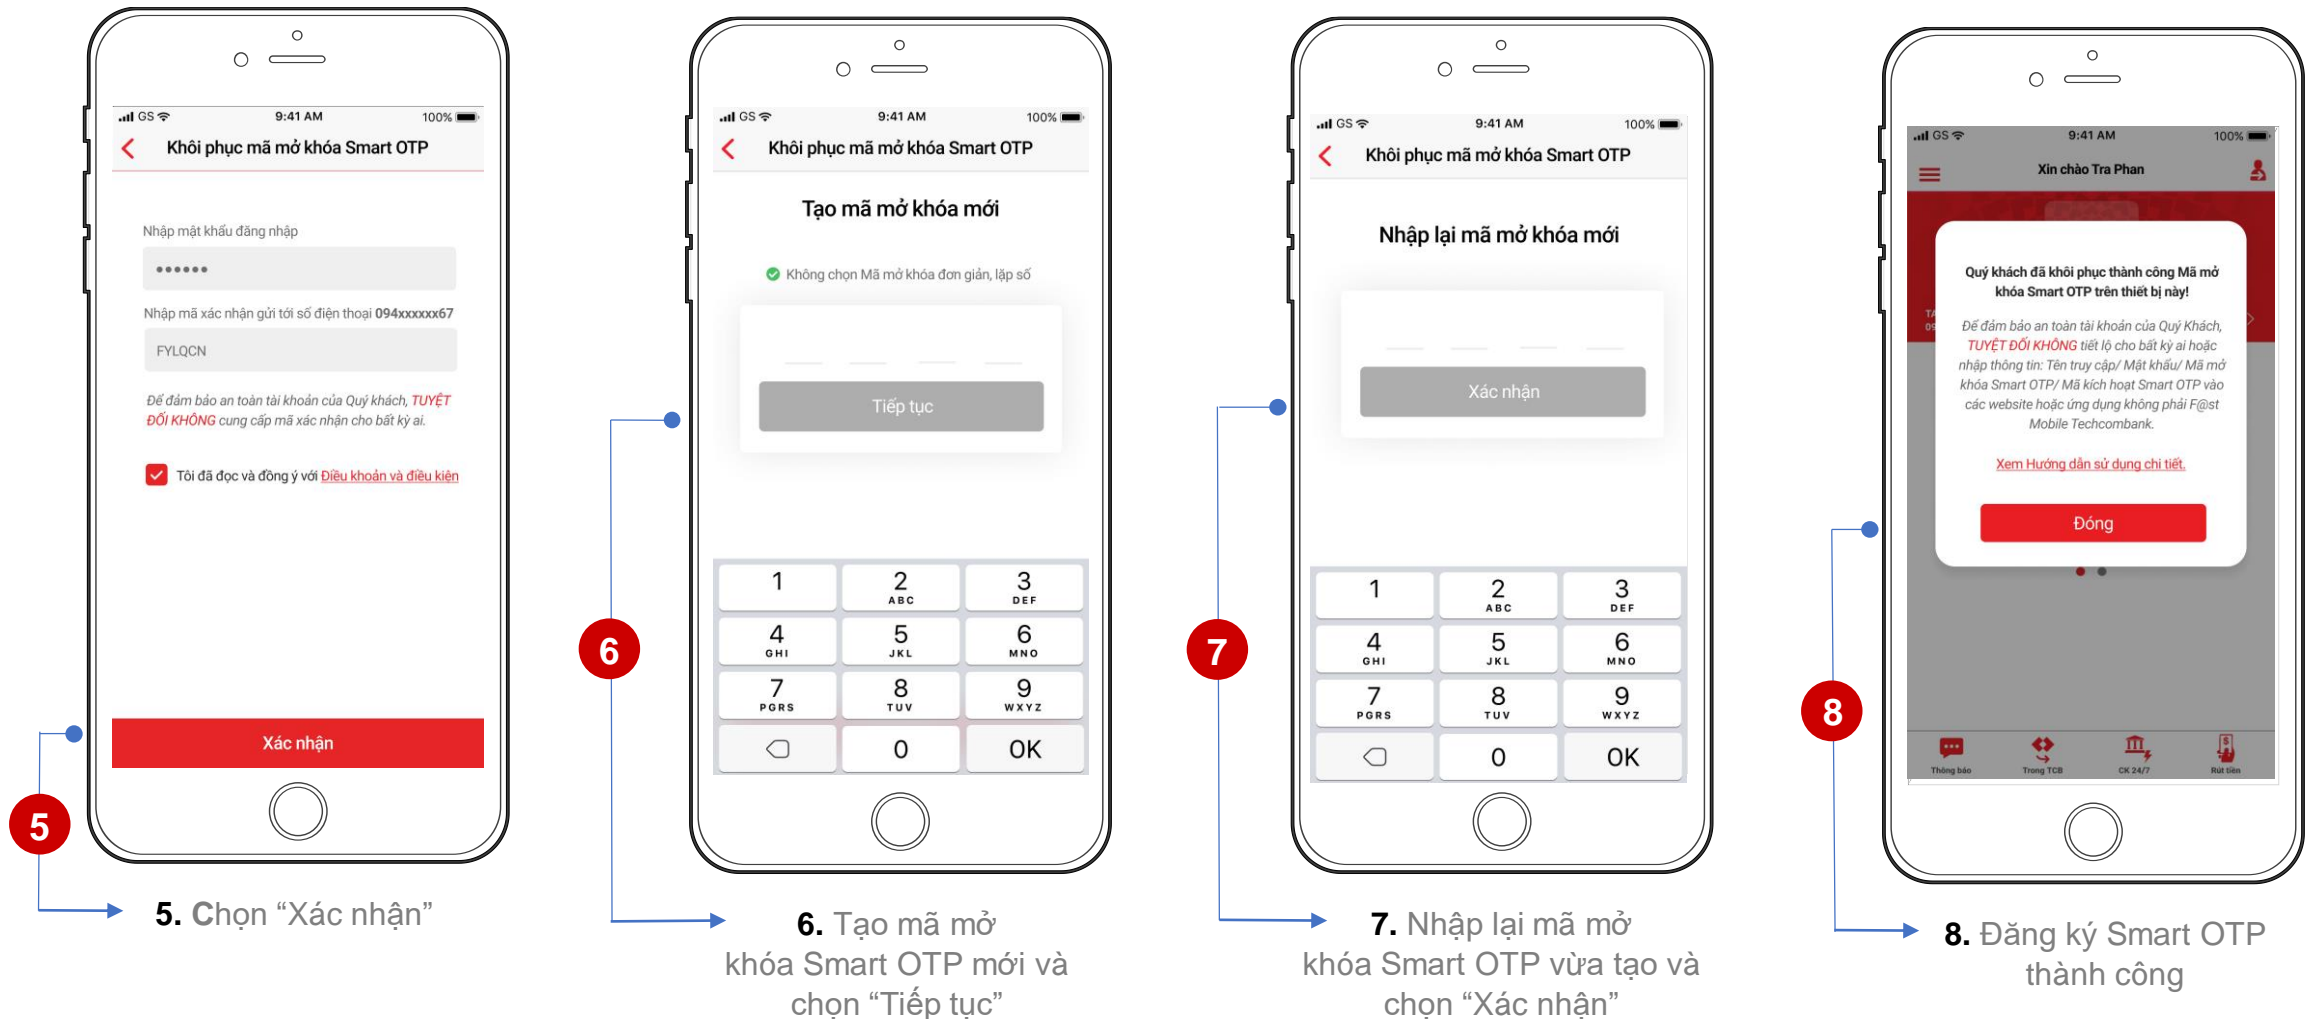 GS 9:41 AM 100%
Khôi phục mã mở khóa Smart OTP
Nhập mật khẩu đăng nhập
••••••
Nhập mã xác nhận gửi tới số điện thoại 094xxxxxx67
FYLQCN
Để đảm bảo an toàn tài khoản của Quý khách, TUYỆT
ĐỐI KHÔNG cung cấp mã xác nhận cho bất kỳ ai.
Tôi đã đọc và đồng ý với Điều khoản và điều kiện
Xác nhận
5
5. Chọn “Xác nhận”
GS 9:41 AM 100%
Khôi phục mã mở khóa Smart OTP
Tạo mã mở khóa mới
Không chọn Mã mở khóa đơn giản, lặp số
Tiếp tục
1 2 3
ABC DEF
4 5 6
GHI JKL MNO
7 8 9
PGRS TUV WXYZ
0 OK
6
6. Tạo mã mở
khóa Smart OTP mới và
chọn “Tiếp tục”
GS 9:41 AM 100%
Khôi phục mã mở khóa Smart OTP
Nhập lại mã mở khóa mới
Xác nhận
1 2 3
ABC DEF
4 5 6
GHI JKL MNO
7 8 9
PGRS TUV WXYZ
0 OK
7
7. Nhập lại mã mở
khóa Smart OTP vừa tạo và
chọn “Xác nhận”
GS 9:41 AM 100%
Xin chào Tra Phan
Quý khách đã khôi phục thành công Mã mở
khóa Smart OTP trên thiết bị này!
TA
09
Để đảm bảo an toàn tài khoản của Quý Khách,
TUYỆT ĐỐI KHÔNG tiết lộ cho bất kỳ ai hoặc
nhập thông tin: Tên truy cập/ Mật khẩu/ Mã mở
khóa Smart OTP/ Mã kích hoạt Smart OTP vào
các website hoặc ứng dụng không phải F@st
Mobile Techcombank.
Xem Hướng dẫn sử dụng chi tiết.
Đóng
Thông báo Trong TCB CK 24/7 Rút tiền
8
8. Đăng ký Smart OTP
thành công